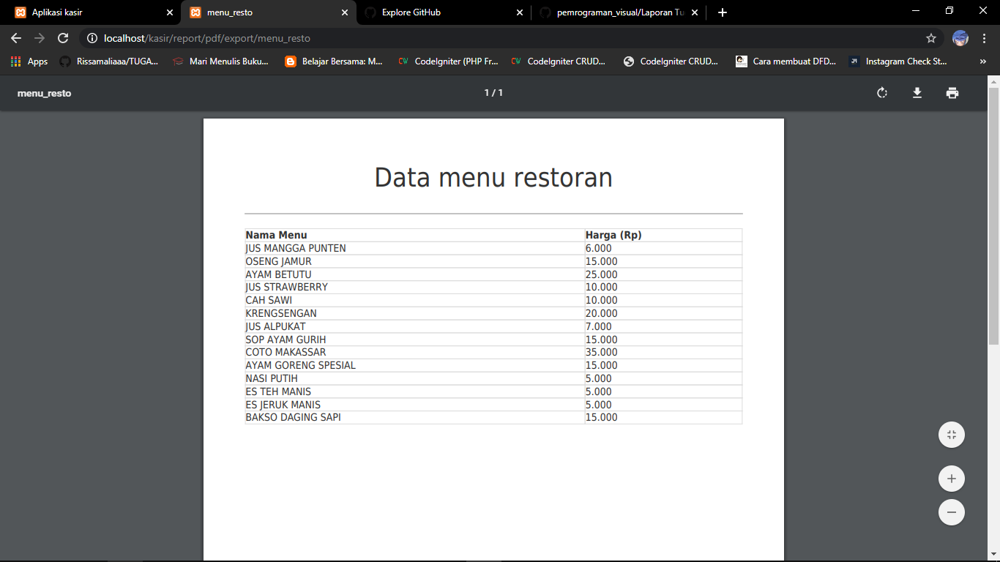 Aplikasi kasir
menu_resto
Explore GitHub
pemrograman_visual/Laporan Tu
localhost/kasir/report/pdf/export/menu_resto
Apps
Rissamaliaaa/TUGA...
Mari Menulis Buku...
Belajar Bersama: M...
CW
CodeIgniter (PHP Fr...
CW
CodeIgniter CRUD...
CodeIgniter CRUD...
Cara membuat DFD...
Instagram Check St...
menu_resto
1 / 1
Data menu restoran
Nama Menu Harga (Rp)
JUS MANGGA PUNTEN 6.000
OSENG JAMUR 15.000
AYAM BETUTU 25.000
JUS STRAWBERRY 10.000
CAH SAWI 10.000
KRENGSENGAN 20.000
JUS ALPUKAT 7.000
SOP AYAM GURIH 15.000
COTO MAKASSAR 35.000
AYAM GORENG SPESIAL 15.000
NASI PUTIH 5.000
ES TEH MANIS 5.000
ES JERUK MANIS 5.000
BAKSO DAGING SAPI 15.000